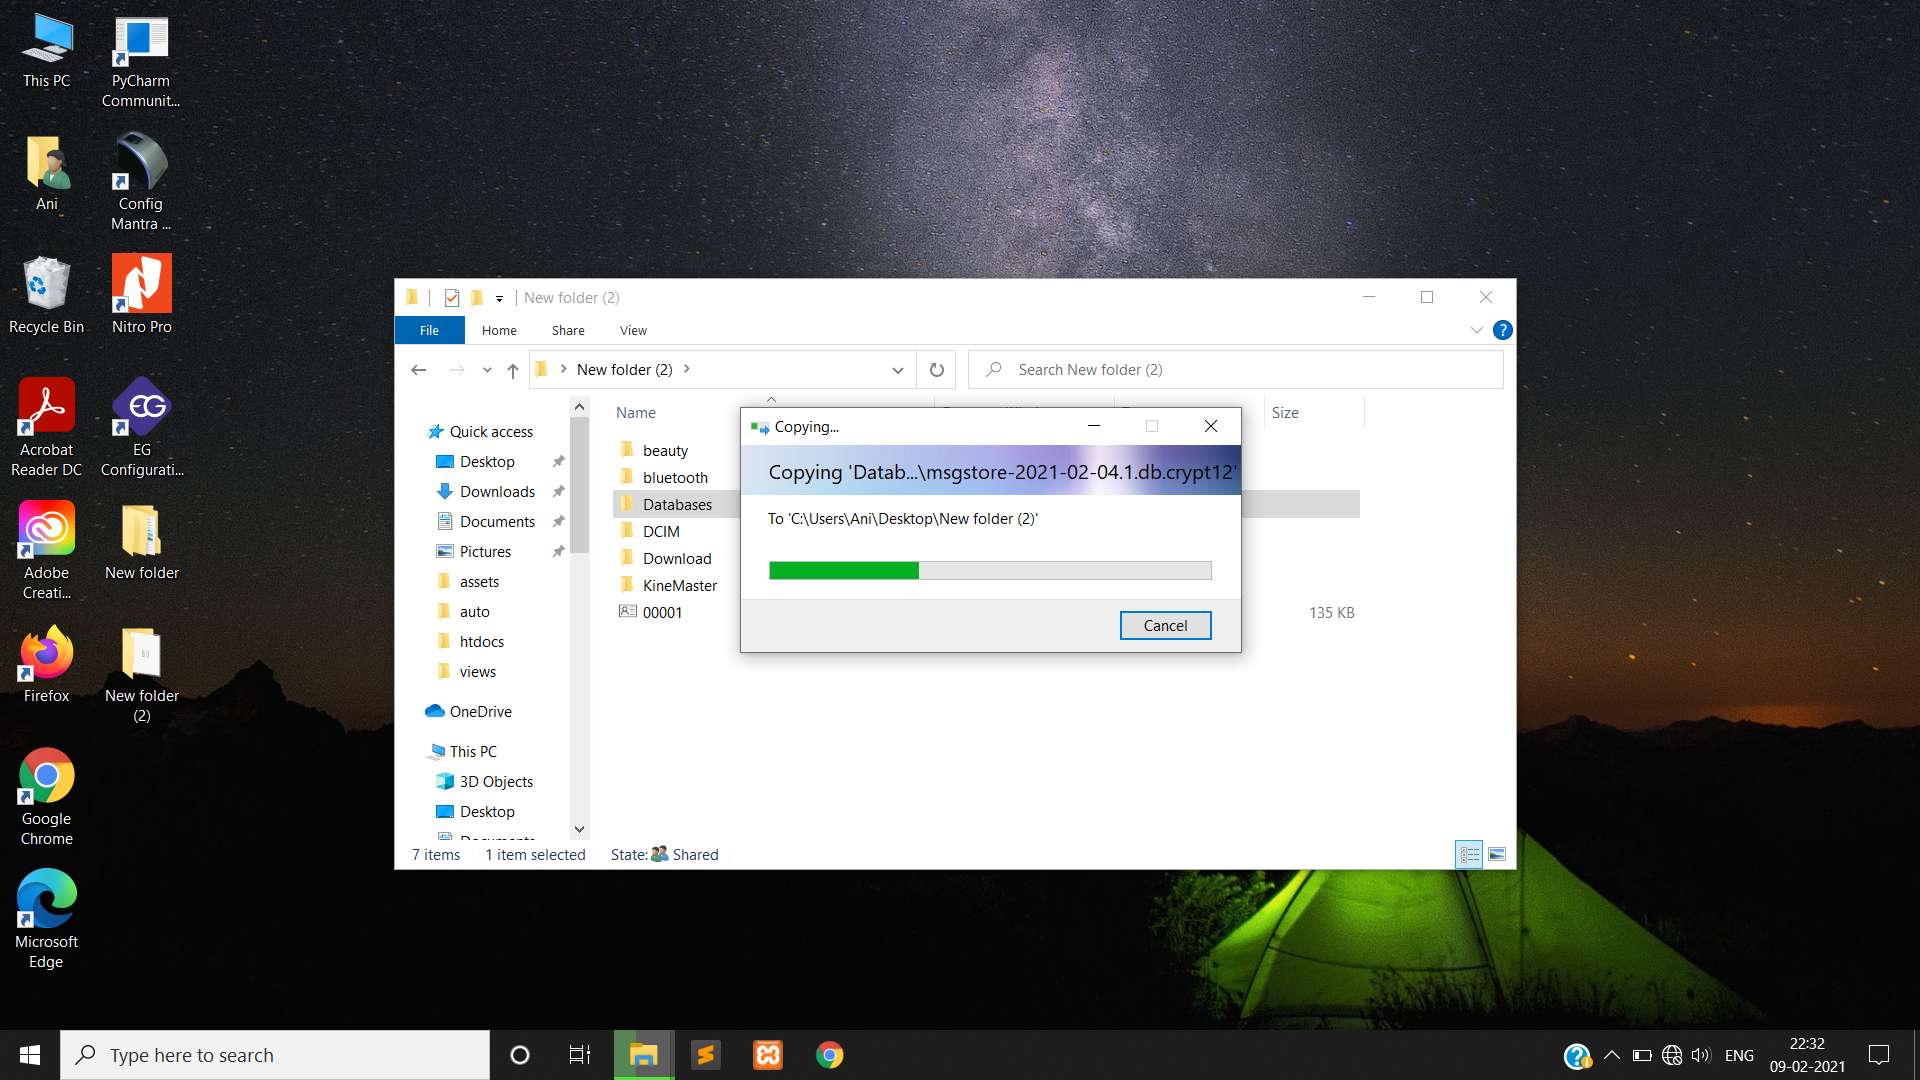 This PC
PyCharm
Communit...
Ani
Config
Mantra ...
Recycle Bin
Nitro Pro
Acrobat
Reader DC
EG
Configurati...
Adobe
Creati...
New folder
Firefox
New folder
(2)
Google
Chrome
Microsoft
Edge
New folder (2)
File
Home
Share
View
New folder (2)
Search New folder (2)
Quick access
Desktop
Downloads
Documents
Pictures
assets
auto
htdocs
views
OneDrive
This PC
3D Objects
Desktop
Documents
Name
Size
beauty
bluetooth
Databases
DCIM
Download
KineMaster
00001
135 KB
Copying...
Copying 'Datab...\msgstore-2021-02-04.1.db.crypt12'
To 'C:\Users\Ani\Desktop\New folder (2)'
Cancel
7 items
1 item selected
State: Shared
Type here to search
ENG
22:32
09-02-2021